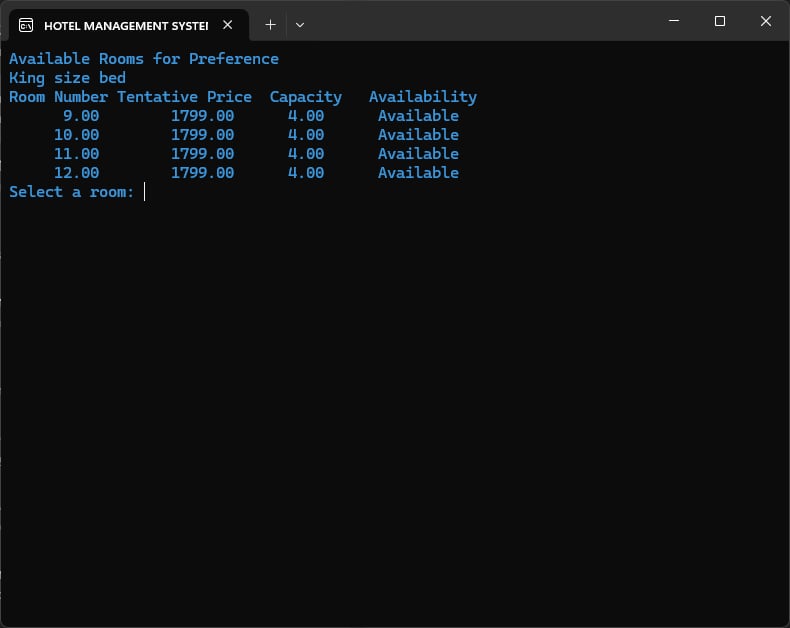 HOTEL MANAGEMENT SYSTE
Available Rooms for Preference
King size bed
Room Number Tentative Price Capacity Availability
9.00 1799.00 4.00 Available
10.00 1799.00 4.00 Available
11.00 1799.00 4.00 Available
12.00 1799.00 4.00 Available
Select a room: